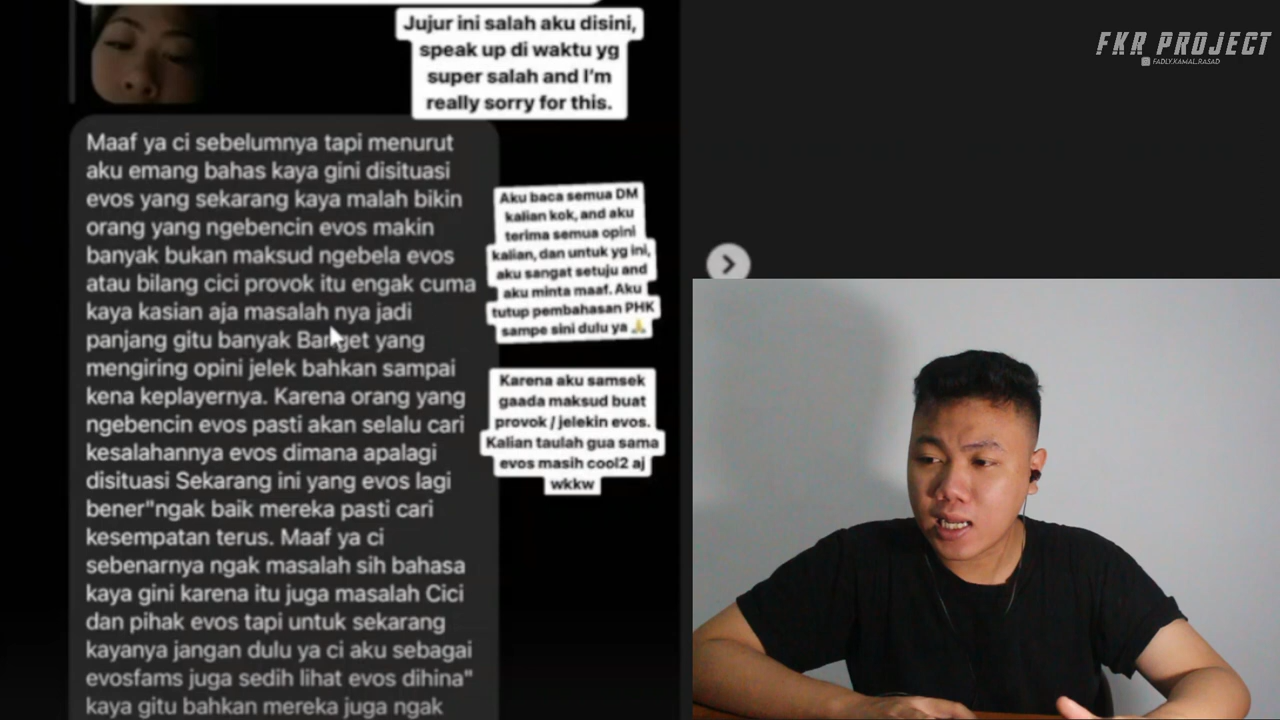 Jujur ini salah aku disini,
speak up di waktu yg
super salah and I'm
really sorry for this.
Maaf ya ci sebelumnya tapi menurut
aku emang bahas kaya gini disituasi
evos yang sekarang kaya malah bikin
orang yang ngebencin evos makin
banyak bukan maksud ngebela evos
atau bilang cici provok itu engak cuma
kaya kasian aja masalah nya jadi
panjang gitu banyak Banget yang
mengiring opini jelek bahkan sampai
kena keplayernya. Karena orang yang
ngebencin evos pasti akan selalu cari
kesalahannya evos dimana apalagi
disituasi Sekarang ini yang evos lagi
bener"ngak baik mereka pasti cari
kesempatan terus. Maaf ya ci
sebenarnya ngak masalah sih bahasa
kaya gini karena itu juga masalah Cici
dan pihak evos tapi untuk sekarang
kayanya jangan dulu ya ci aku sebagai
evosfams juga sedih lihat evos dihina"
kaya gitu bahkan mereka juga ngak
Aku baca semua DM
kalian kok, and aku
terima semua opini
kalian, dan untuk yg ini,
aku sangat setuju and
aku minta maaf. Aku
tutup pembahasan PHK
sampe sini dulu ya 🙏
Karena aku samsek
gaada maksud buat
provok / jelekin evos.
Kalian taulah gua sama
evos masih cool2 aj
wkkw
FKR PROJECT
FADLY.KAMAL.RASAD